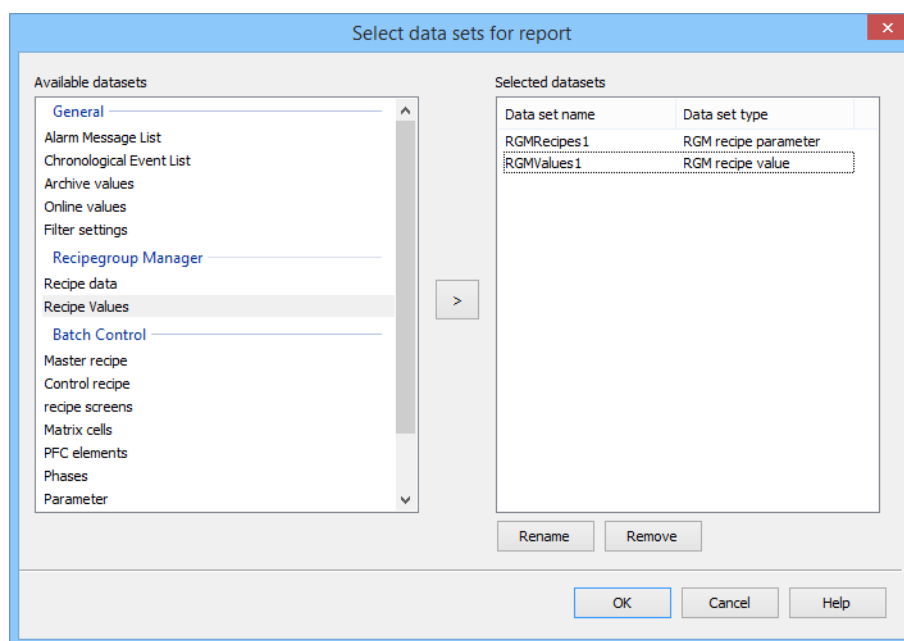 Select data sets for report
Available datasets
General
Alarm Message List
Chronological Event List
Archive values
Online values
Filter settings
Recipegroup Manager
Recipe data
Recipe Values
Batch Control
Master recipe
Control recipe
recipe screens
Matrix cells
PFC elements
Phases
Parameter
>
Selected datasets
Data set name Data set type
RGMRecipes1 RGM recipe parameter
RGMValues1 RGM recipe value
Rename Remove
OK Cancel Help